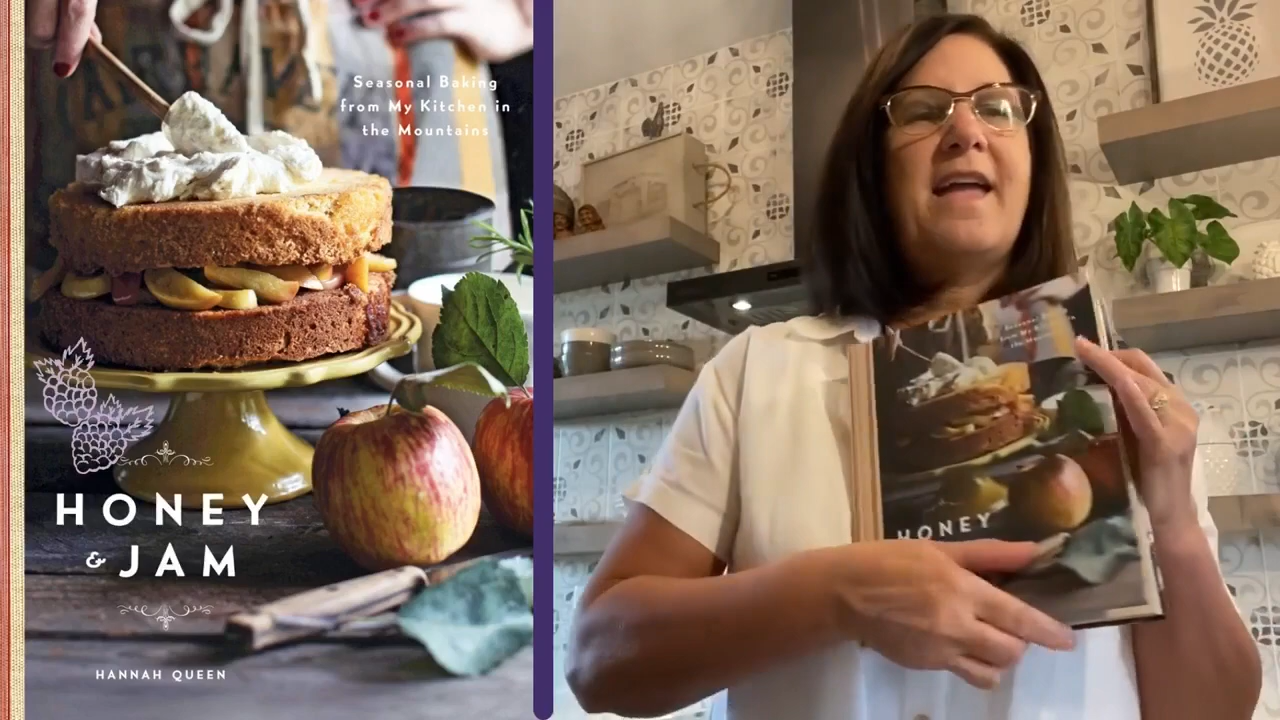 Seasonal Baking
from My Kitchen in
the Mountains
HONEY
& JAM
HANNAH QUEEN
HONEY